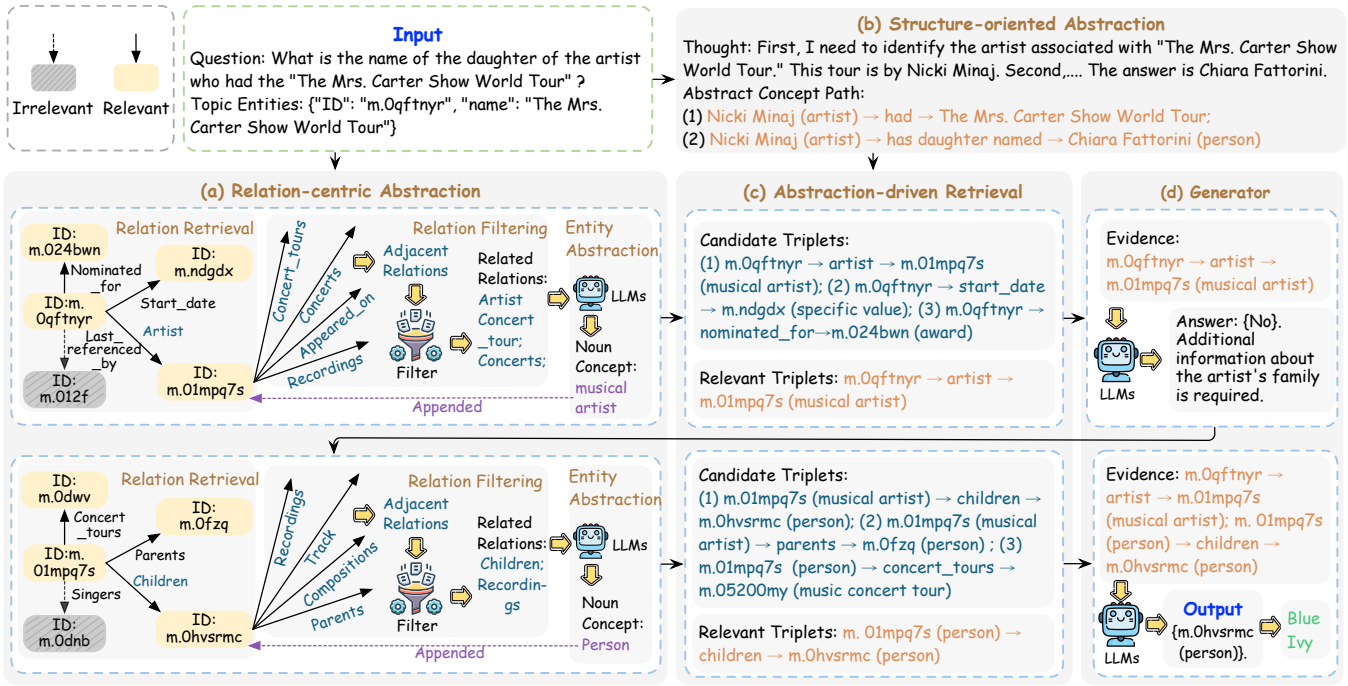 Irrelevant
Relevant
Input
Question: What is the name of the daughter of the artist
who had the "The Mrs. Carter Show World Tour" ?
Topic Entities: {"ID": "m.0qftnyr", "name": "The Mrs.
Carter Show World Tour"}
(b) Structure-oriented Abstraction
Thought: First, I need to identify the artist associated with "The Mrs. Carter Show
World Tour." This tour is by Nicki Minaj. Second,.... The answer is Chiara Fattorini.
Abstract Concept Path:
(1) Nicki Minaj (artist) → had → The Mrs. Carter Show World Tour;
(2) Nicki Minaj (artist) → has daughter named → Chiara Fattorini (person)
(a) Relation-centric Abstraction
Relation Retrieval
ID:
m.024bwn
Nominated
_for
ID:
m.ndgdx
Start_date
ID:m.
0qftnyr
Artist
Last_
referenced
_by
ID:
m.012f
ID:
m.01mpq7s
Concert_tours
Concerts
Appeared_on
Recordings
Relation Filtering
Adjacent
Relations
Filter
Related
Relations:
Artist
Concert
_tour;
Concerts;
Entity
Abstraction
LLMs
Noun
Concept:
musical
artist
Appended
(c) Abstraction-driven Retrieval
Candidate Triplets:
(1) m.0qftnyr → artist → m.01mpq7s
(musical artist); (2) m.0qftnyr → start_date
→ m.ndgdx (specific value); (3) m.0qftnyr →
nominated_for→m.024bwn (award)
Relevant Triplets: m.0qftnyr → artist →
m.01mpq7s (musical artist)
(d) Generator
Evidence:
m.0qftnyr → artist →
m.01mpq7s (musical artist)
LLMs
Answer: {No}.
Additional
information about
the artist's family
is required.
Relation Retrieval
ID:
m.0dwv
Concert
_tours
ID:
m.0fzq
Parents
ID:m.
01mpq7s
Children
Singers
ID:
m.0dnb
ID:
m.0hvsrmc
Recordings
Track
Compositions
Parents
Relation Filtering
Adjacent
Relations
Filter
Related
Relations:
Children;
Recordin-
gs
Entity
Abstraction
LLMs
Noun
Concept:
Person
Appended
Candidate Triplets:
(1) m.01mpq7s (musical artist) → children →
m.0hvsrmc (person); (2) m.01mpq7s (musical
artist) → parents → m.0fzq (person) ; (3)
m.01mpq7s (person) → concert_tours →
m.05200my (music concert tour)
Relevant Triplets: m. 01mpq7s (person) →
children → m.0hvsrmc (person)
Evidence: m.0qftnyr →
artist → m.01mpq7s
(musical artist); m. 01mpq7s
(person) → children →
m.0hvsrmc (person)
LLMs
Output
{m.0hvsrmc
(person)}.
Blue
Ivy